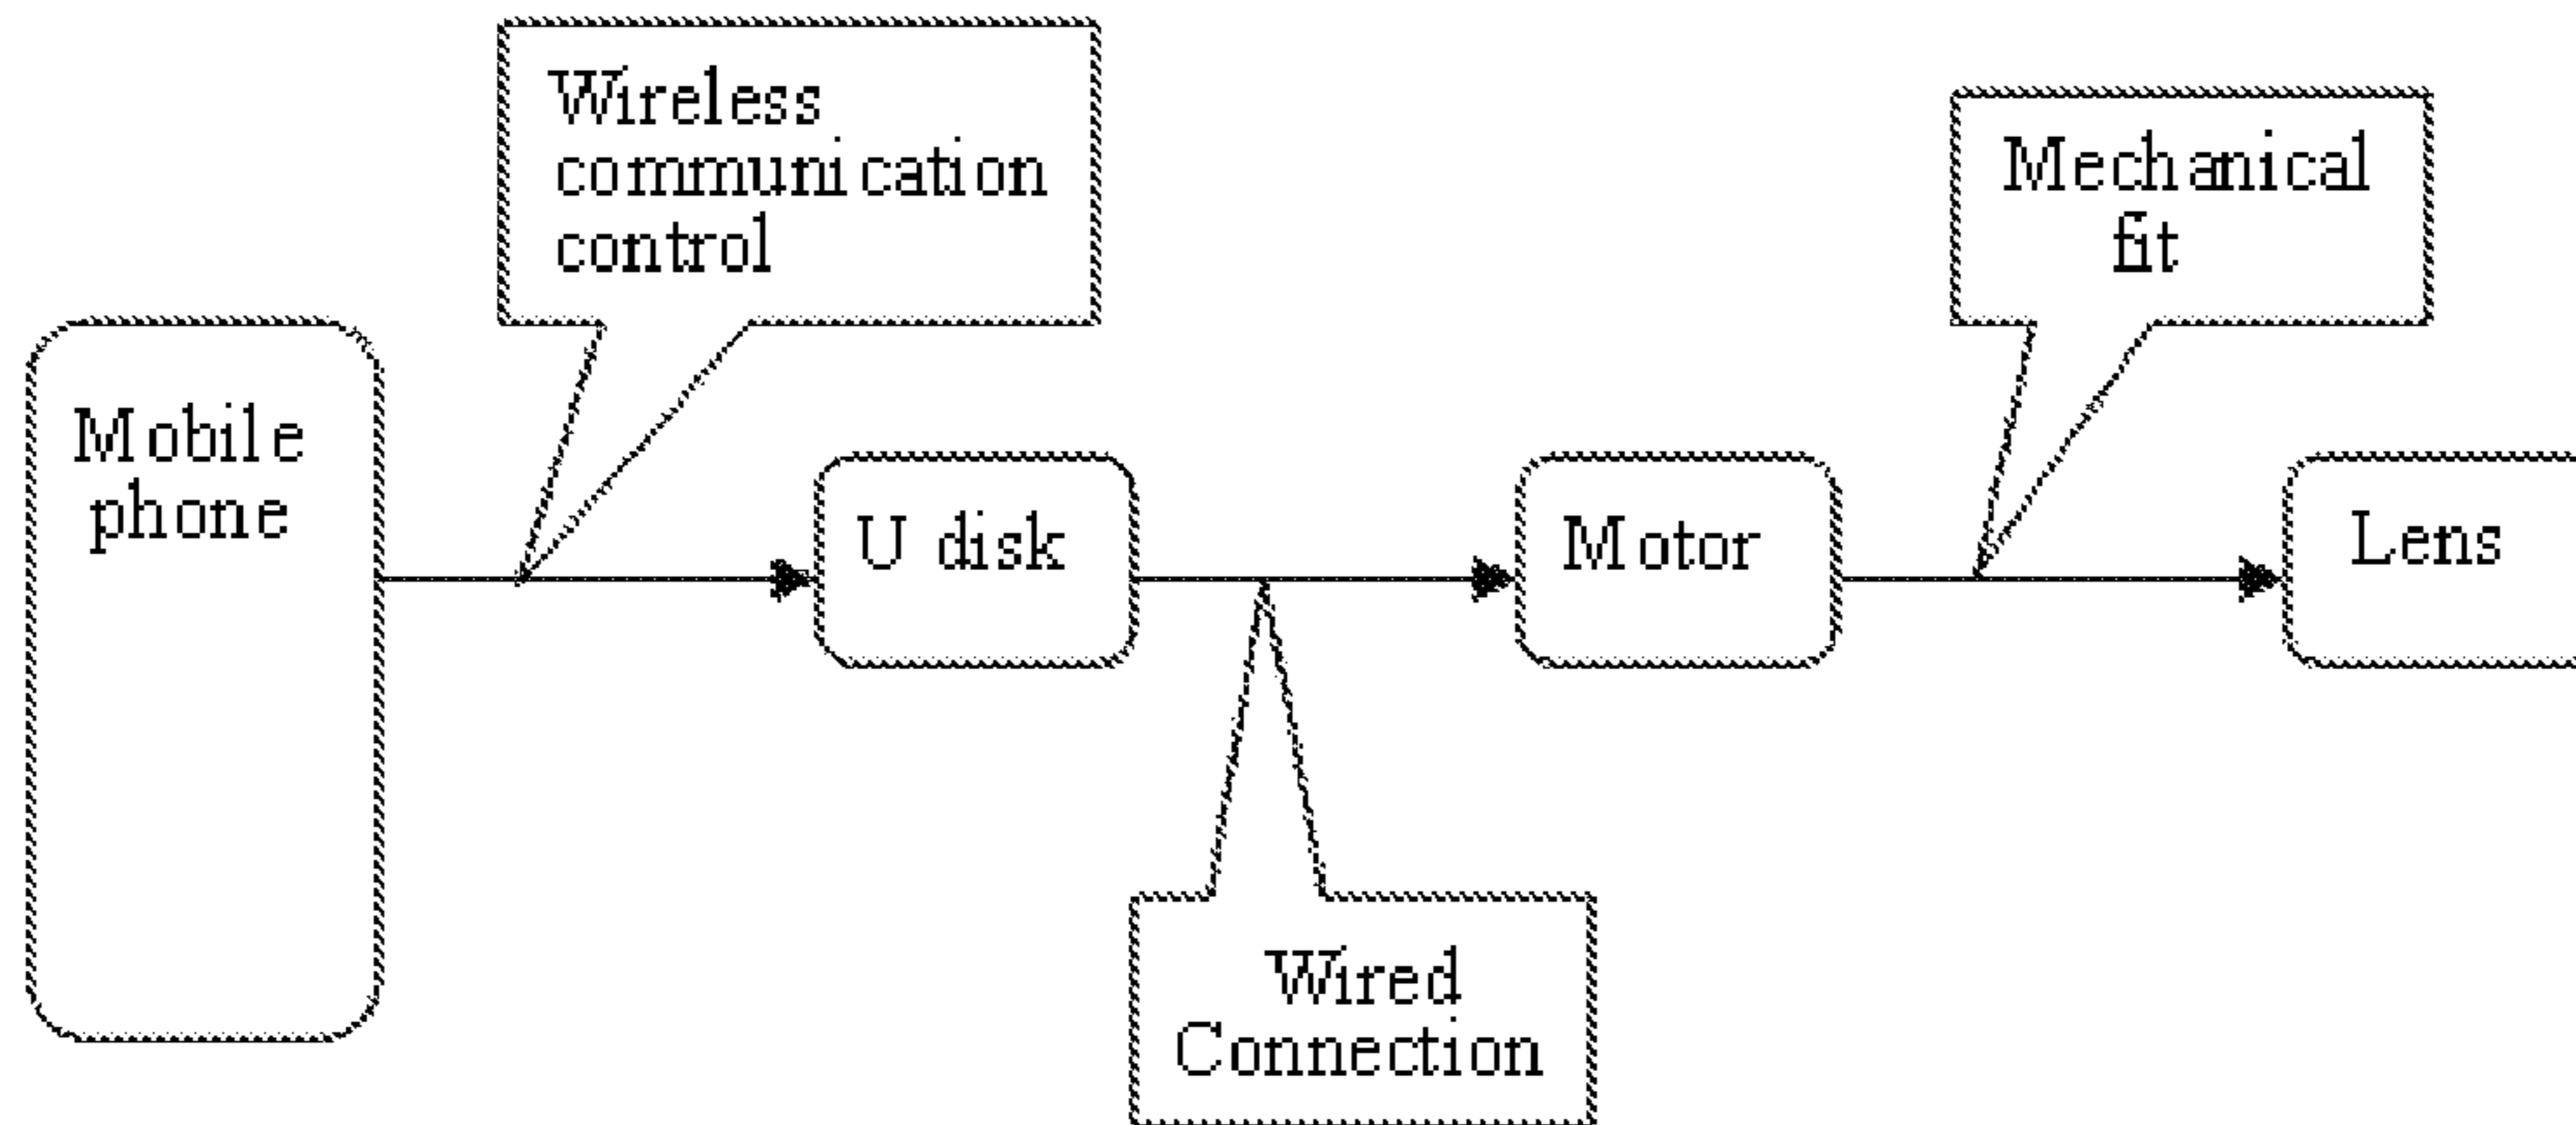 Wireless
communication
control
Mechanical
fit
Mobile
phone
U disk
Motor
Lens
Wired
Connection